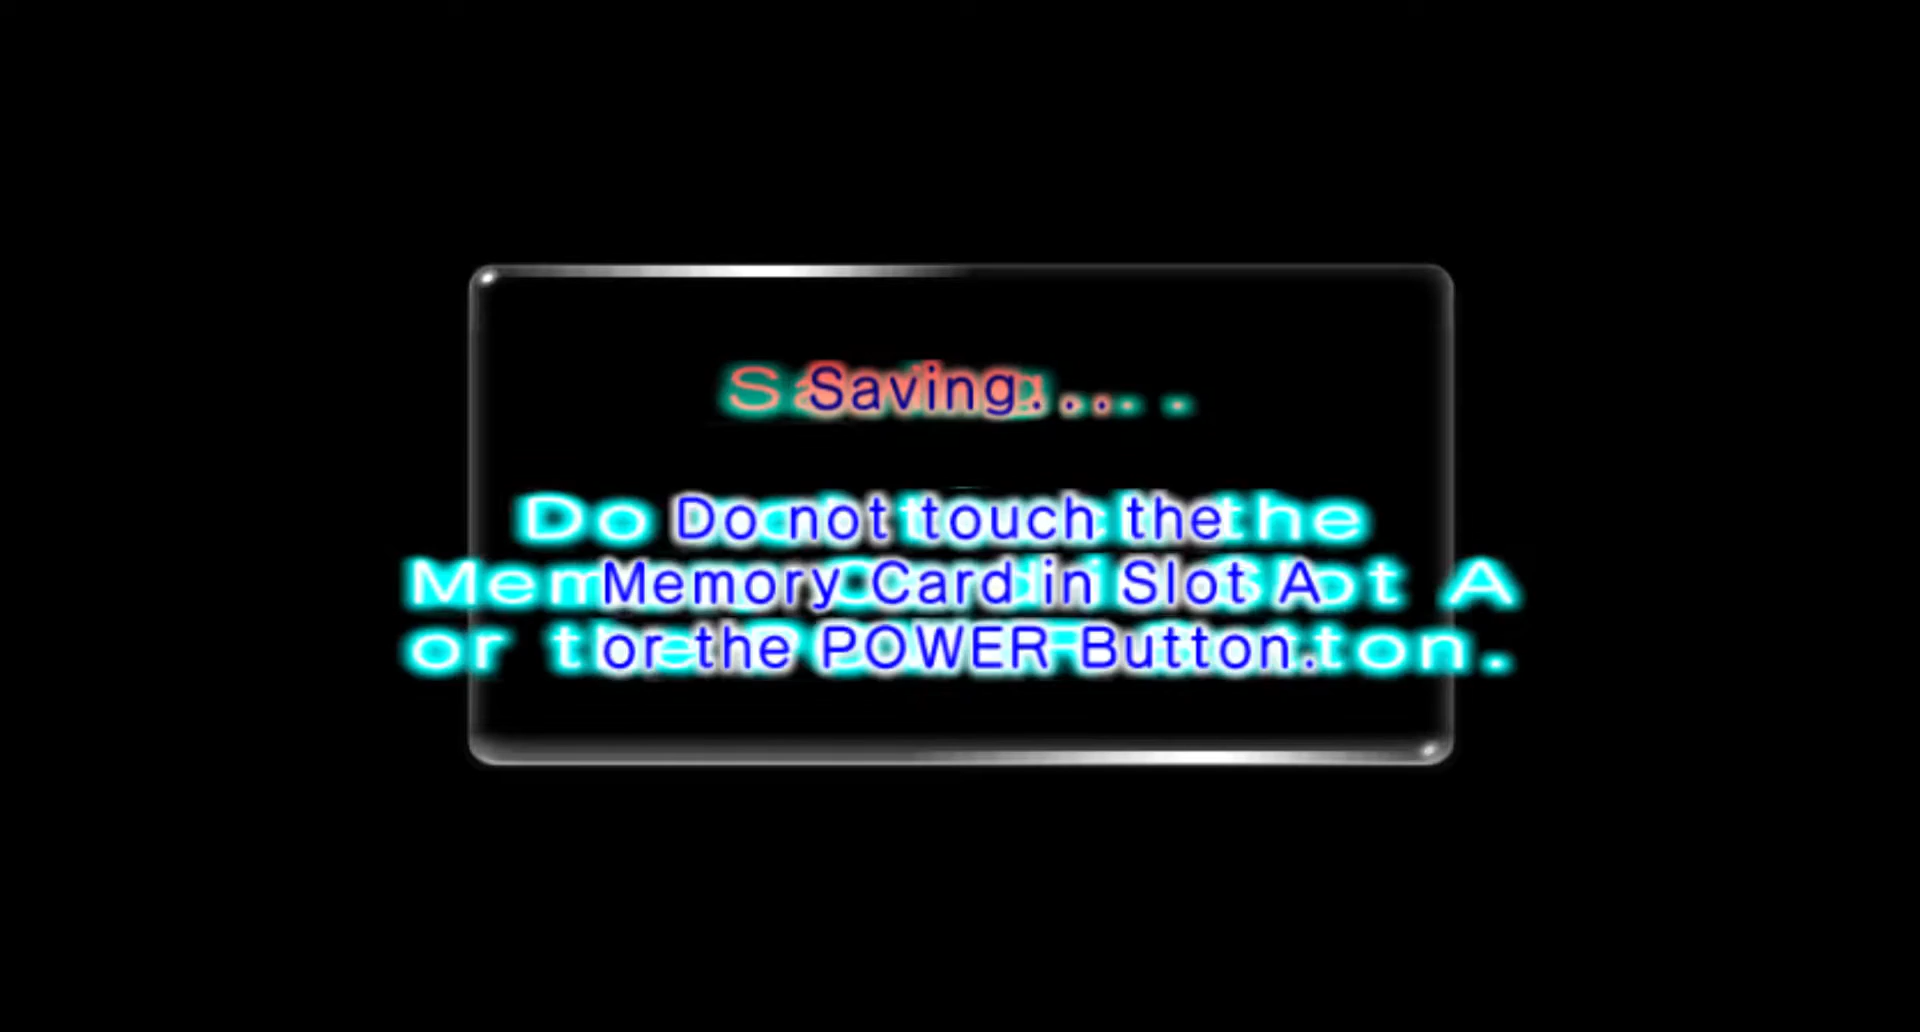 Saving...
Do not touch the
Memory Card in Slot A
or the POWER Button.